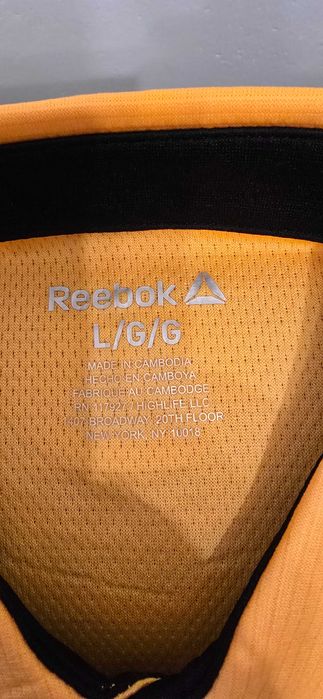 Reebok
L/G/G
MADE IN CAMBODIA
HECHO EN CAMBOYA
FABRIQUÉ AU CAMBODGE
RN 117927 / HIGHLIFE LLC
1407 BROADWAY, 20TH FLOOR
NEW YORK, NY 10018